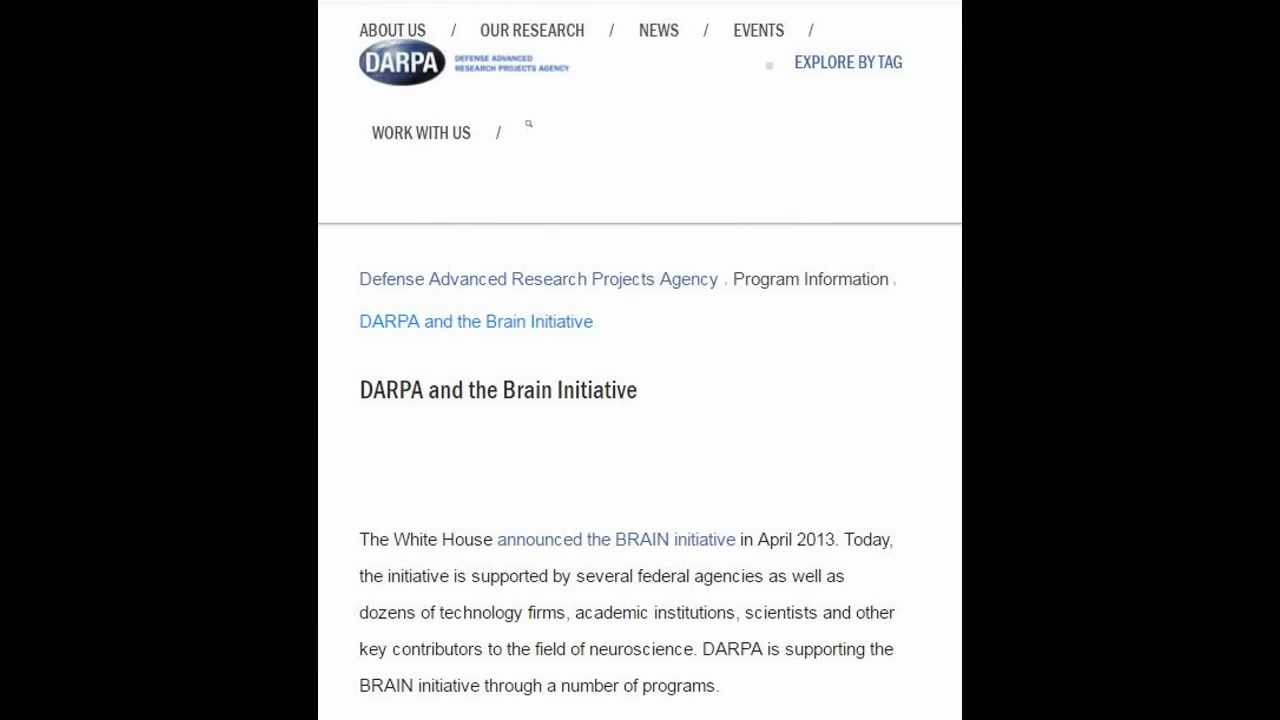 ABOUT US / OUR RESEARCH / NEWS / EVENTS /
DARPA DEFENSE ADVANCED
RESEARCH PROJECTS AGENCY
EXPLORE BY TAG
WORK WITH US /
Defense Advanced Research Projects Agency . Program Information .
DARPA and the Brain Initiative
DARPA and the Brain Initiative
The White House announced the BRAIN initiative in April 2013. Today,
the initiative is supported by several federal agencies as well as
dozens of technology firms, academic institutions, scientists and other
key contributors to the field of neuroscience. DARPA is supporting the
BRAIN initiative through a number of programs.